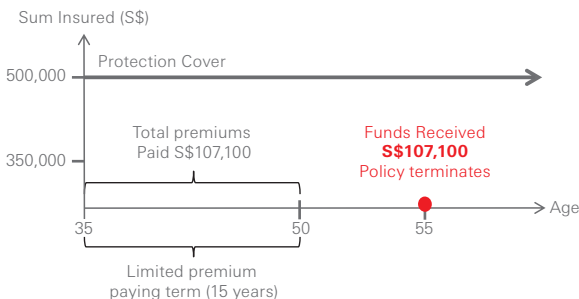 Sum Insured (S$)
500,000
Protection Cover
350,000
Total premiums
Paid S$107,100
Funds Received
S$107,100
Policy terminates
Age
35
50
55
Limited premium
paying term (15 years)